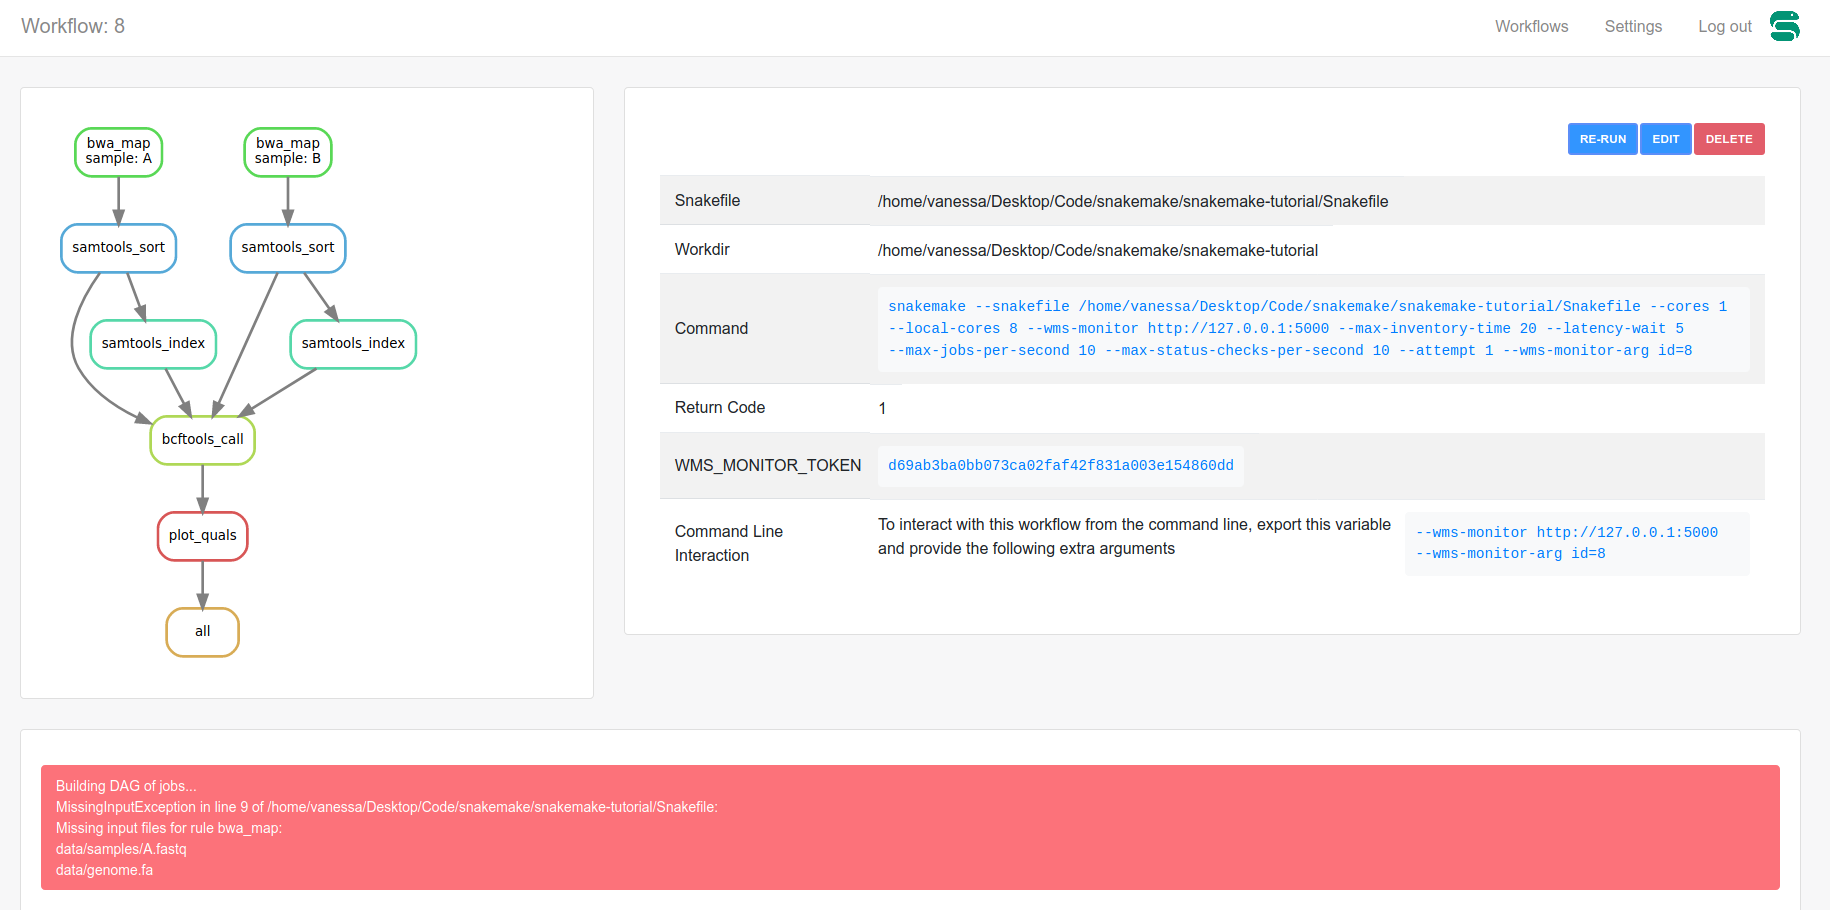 Workflow: 8
Workflows
Settings
Log out
bwa_map
sample: A
bwa_map
sample: B
samtools_sort
samtools_sort
samtools_index
samtools_index
bcftools_call
plot_quals
all
RE-RUN
EDIT
DELETE
Snakefile
/home/vanessa/Desktop/Code/snakemake/snakemake-tutorial/Snakefile
Workdir
/home/vanessa/Desktop/Code/snakemake/snakemake-tutorial
Command
snakemake --snakefile /home/vanessa/Desktop/Code/snakemake/snakemake-tutorial/Snakefile --cores 1
--local-cores 8 --wms-monitor http://127.0.0.1:5000 --max-inventory-time 20 --latency-wait 5
--max-jobs-per-second 10 --max-status-checks-per-second 10 --attempt 1 --wms-monitor-arg id=8
Return Code
1
WMS_MONITOR_TOKEN
d69ab3ba0bb073ca02faf42f831a003e154860dd
Command Line
Interaction
To interact with this workflow from the command line, export this variable
and provide the following extra arguments
--wms-monitor http://127.0.0.1:5000
--wms-monitor-arg id=8
Building DAG of jobs...
MissingInputException in line 9 of /home/vanessa/Desktop/Code/snakemake/snakemake-tutorial/Snakefile:
Missing input files for rule bwa_map:
data/samples/A.fastq
data/genome.fa